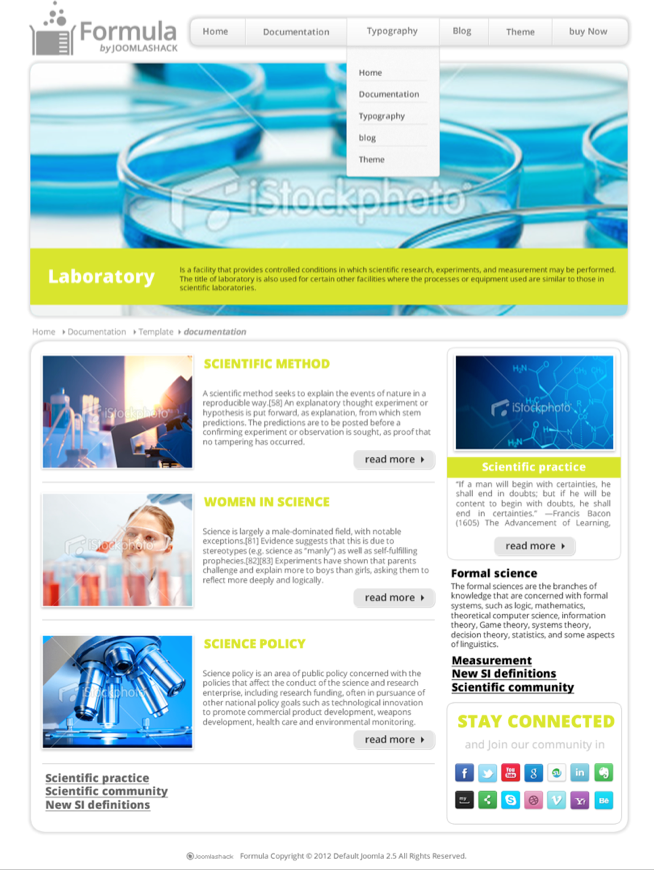 Formula
by JOOMLASHACK
Home
Documentation
Typography
Blog
Theme
buy Now
Home
Documentation
Typography
blog
Theme
iStockphoto
Laboratory
Is a facility that provides controlled conditions in which scientific research, experiments, and measurement may be performed.
The title of laboratory is also used for certain other facilities where the processes or equipment used are similar to those in
scientific laboratories.
Home Documentation Template documentation
iStockphoto
SCIENTIFIC METHOD
A scientific method seeks to explain the events of nature in a
reproducible way.[58] An explanatory thought experiment or
hypothesis is put forward, as explanation, from which stem
predictions. The predictions are to be posted before a
confirming experiment or observation is sought, as proof that
no tampering has occurred.
read more
iStockphoto
WOMEN IN SCIENCE
Science is largely a male-dominated field, with notable
exceptions.[81] Evidence suggests that this is due to
stereotypes (e.g. science as "manly") as well as self-fulfilling
prophecies.[82][83] Experiments have shown that parents
challenge and explain more to boys than girls, asking them to
reflect more deeply and logically.
read more
iStockphoto
SCIENCE POLICY
Science policy is an area of public policy concerned with the
policies that affect the conduct of the science and research
enterprise, including research funding, often in pursuance of
other national policy goals such as technological innovation
to promote commercial product development, weapons
development, health care and environmental monitoring.
read more
Scientific practice
Scientific community
New SI definitions
iStockphoto
Scientific practice
"If a man will begin with certainties, he
shall end in doubts; but if he will be
content to begin with doubts, he shall
end in certainties." —Francis Bacon
(1605) The Advancement of Learning,
read more
Formal science
The formal sciences are the branches of
knowledge that are concerned with formal
systems, such as logic, mathematics,
theoretical computer science, information
theory, Game theory, systems theory,
decision theory, statistics, and some aspects
of linguistics.
Measurement
New SI definitions
Scientific community
STAY CONNECTED
and Join our community in
Joomlashack Formula Copyright © 2012 Default Joomla 2.5 All Rights Reserved.